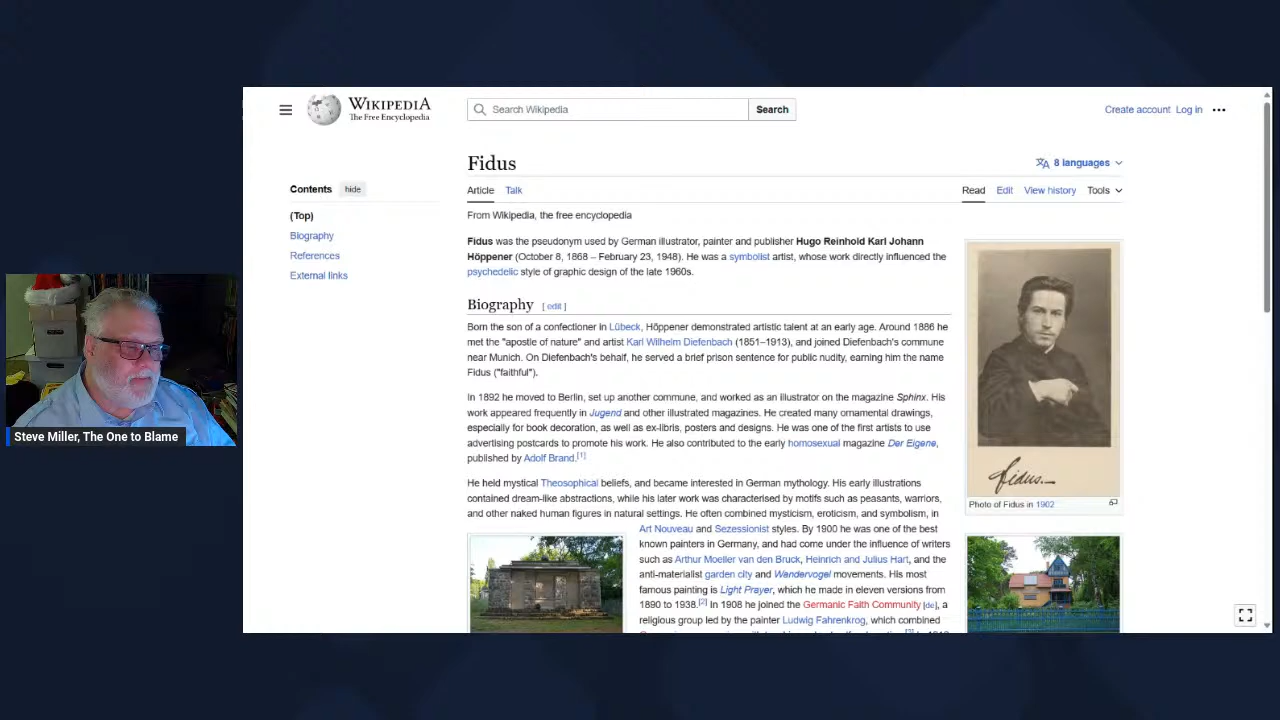 WIKIPEDIA
The Free Encyclopedia
Search Wikipedia
Search
Create account Log in
Fidus
8 languages
Contents hide
Article Talk
Read Edit View history Tools
(Top)
From Wikipedia, the free encyclopedia
Biography
References
External links
Fidus was the pseudonym used by German illustrator, painter and publisher Hugo Reinhold Karl Johann
Höppener (October 8, 1868 – February 23, 1948). He was a symbolist artist, whose work directly influenced the
psychedelic style of graphic design of the late 1960s.
Biography [ edit ]
Born the son of a confectioner in Lübeck, Höppener demonstrated artistic talent at an early age. Around 1886 he
met the "apostle of nature" and artist Karl Wilhelm Diefenbach (1851–1913), and joined Diefenbach's commune
near Munich. On Diefenbach's behalf, he served a brief prison sentence for public nudity, earning him the name
Fidus ("faithful").
In 1892 he moved to Berlin, set up another commune, and worked as an illustrator on the magazine Sphinx. His
work appeared frequently in Jugend and other illustrated magazines. He created many ornamental drawings,
especially for book decoration, as well as ex-libris, posters and designs. He was one of the first artists to use
advertising postcards to promote his work. He also contributed to the early homosexual magazine Der Eigene,
published by Adolf Brand.[1]
He held mystical Theosophical beliefs, and became interested in German mythology. His early illustrations
contained dream-like abstractions, while his later work was characterised by motifs such as peasants, warriors,
and other naked human figures in natural settings. He often combined mysticism, eroticism, and symbolism, in
Art Nouveau and Sezessionist styles. By 1900 he was one of the best
known painters in Germany, and had come under the influence of writers
such as Arthur Moeller van den Bruck, Heinrich and Julius Hart, and the
anti-materialist garden city and Wandervogel movements. His most
famous painting is Light Prayer, which he made in eleven versions from
1890 to 1938.[2] In 1908 he joined the Germanic Faith Community [de], a
religious group led by the painter Ludwig Fahrenkrog, which combined
fidus.
Photo of Fidus in 1902
Steve Miller, The One to Blame